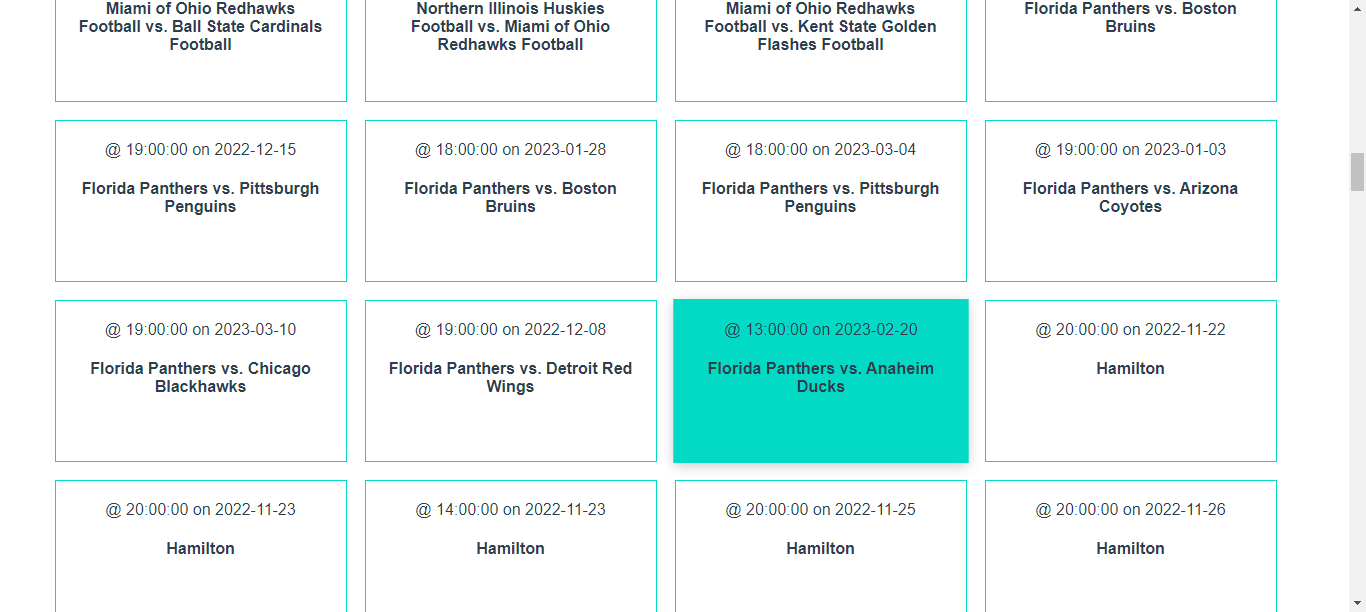 Miami of Ohio Redhawks
Football vs. Ball State Cardinals
Football
Northern Illinois Huskies
Football vs. Miami of Ohio
Redhawks Football
Miami of Ohio Redhawks
Football vs. Kent State Golden
Flashes Football
Florida Panthers vs. Boston
Bruins
@ 19:00:00 on 2022-12-15
Florida Panthers vs. Pittsburgh
Penguins
@ 18:00:00 on 2023-01-28
Florida Panthers vs. Boston
Bruins
@ 18:00:00 on 2023-03-04
Florida Panthers vs. Pittsburgh
Penguins
@ 19:00:00 on 2023-01-03
Florida Panthers vs. Arizona
Coyotes
@ 19:00:00 on 2023-03-10
Florida Panthers vs. Chicago
Blackhawks
@ 19:00:00 on 2022-12-08
Florida Panthers vs. Detroit Red
Wings
@ 13:00:00 on 2023-02-20
Florida Panthers vs. Anaheim
Ducks
@ 20:00:00 on 2022-11-22
Hamilton
@ 20:00:00 on 2022-11-23
Hamilton
@ 14:00:00 on 2022-11-23
Hamilton
@ 20:00:00 on 2022-11-25
Hamilton
@ 20:00:00 on 2022-11-26
Hamilton